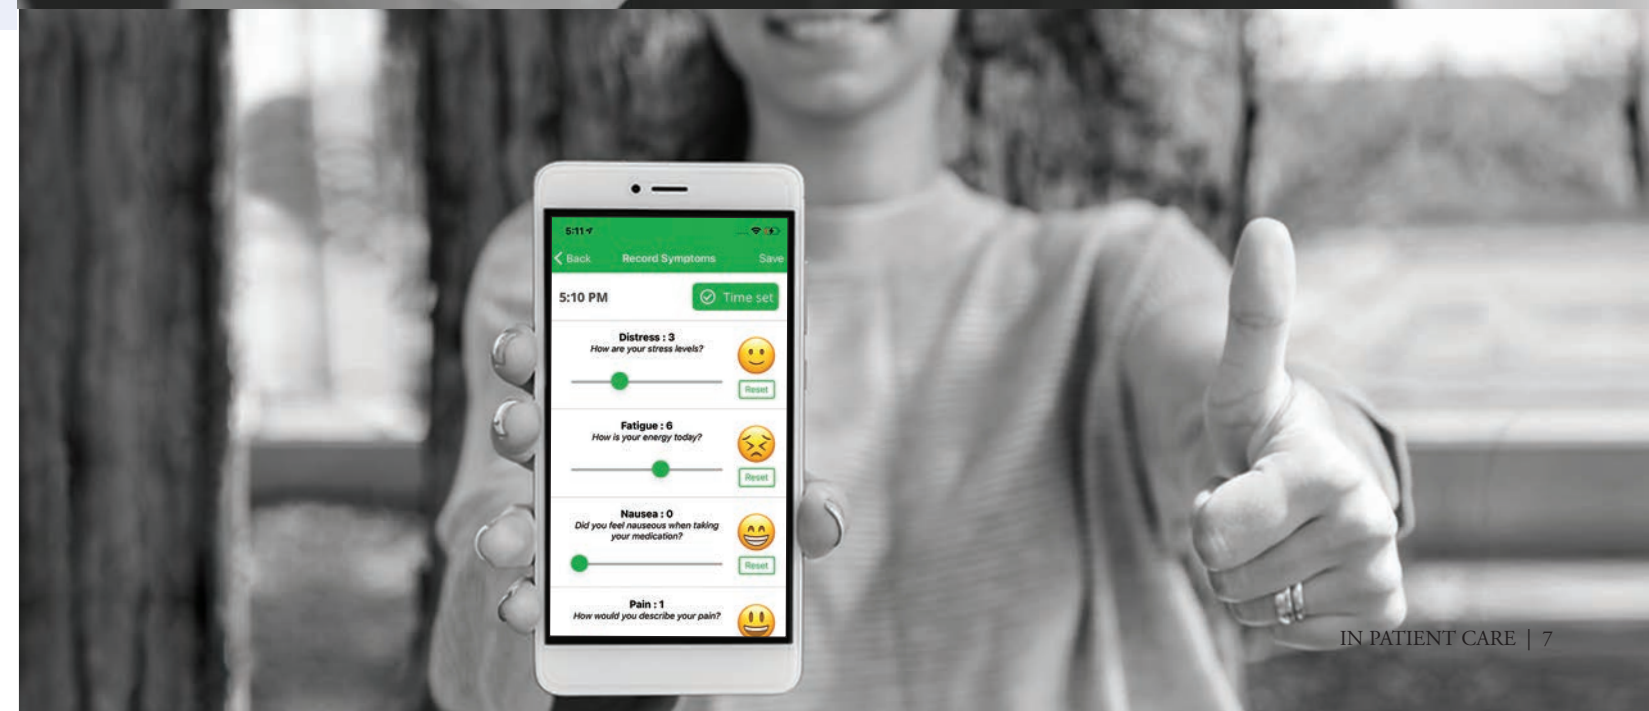 5:11
Back Record Symptoms Save
5:10 PM Time set
Distress : 3
How are your stress levels?
Reset
Fatigue : 6
How is your energy today?
Reset
Nausea : 0
Did you feel nauseous when taking
your medication?
Reset
Pain : 1
How would you describe your pain?
IN PATIENT CARE | 7